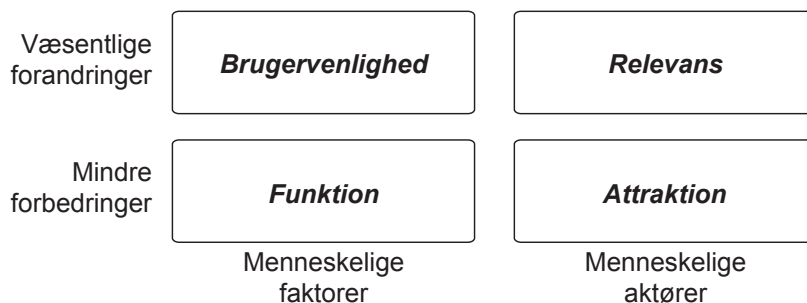 Væsentlige
forandringer
Brugervenlighed
Relevans
Mindre
forbedringer
Funktion
Attraktion
Menneskelige
faktorer
Menneskelige
aktører